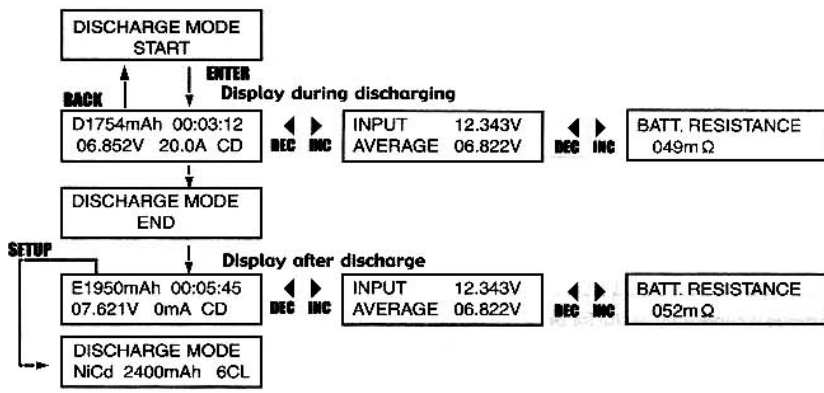 DISCHARGE MODE
START
BACK
ENTER
Display during discharging
D1754mAh 00:03:12
06.852V 20.0A CD
DEC INC
INPUT 12.343V
AVERAGE 06.822V
DEC INC
BATT. RESISTANCE
049mΩ
DISCHARGE MODE
END
SETUP
Display after discharge
E1950mAh 00:05:45
07.621V 0mA CD
DEC INC
INPUT 12.343V
AVERAGE 06.822V
DEC INC
BATT. RESISTANCE
052mΩ
DISCHARGE MODE
NiCd 2400mAh 6CL